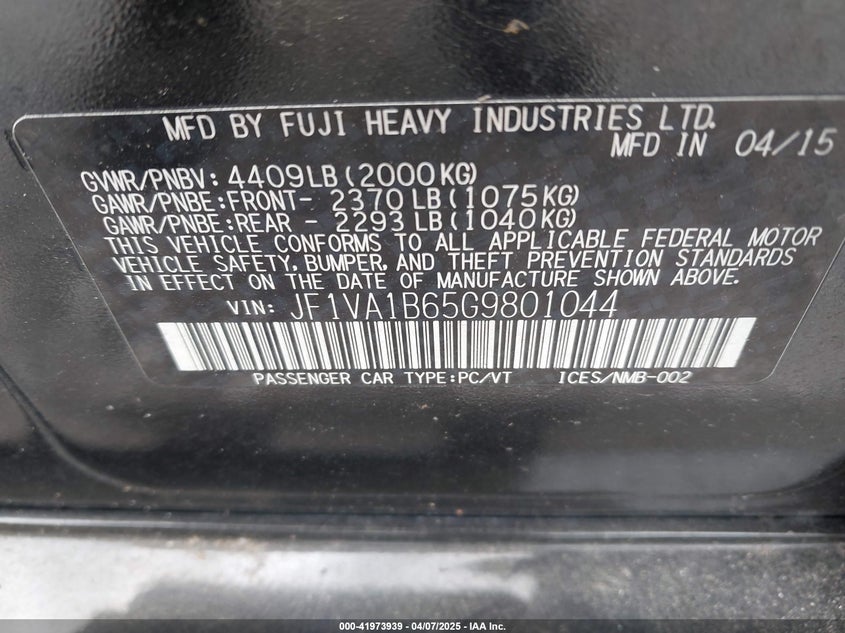 MFD BY FUJI HEAVY INDUSTRIES LTD.
MFD IN 04/15
GVWR/PNBV: 4409LB(2000KG)
GAWR/PNBE:FRONT- 2370LB(1075KG)
GAWR/PNBE:REAR - 2293LB(1040KG)
THIS VEHICLE CONFORMS TO ALL APPLICABLE FEDERAL MOTOR
VEHICLE SAFETY, BUMPER, AND THEFT PREVENTION STANDARDS
IN EFFECT ON THE DATE OF MANUFACTURE SHOWN ABOVE.
VIN: JF1VA1B65G9801044
PASSENGER CAR TYPE:PC/VT ICES/NMB-002
000-41973939 - 04/07/2025 - IAA Inc.